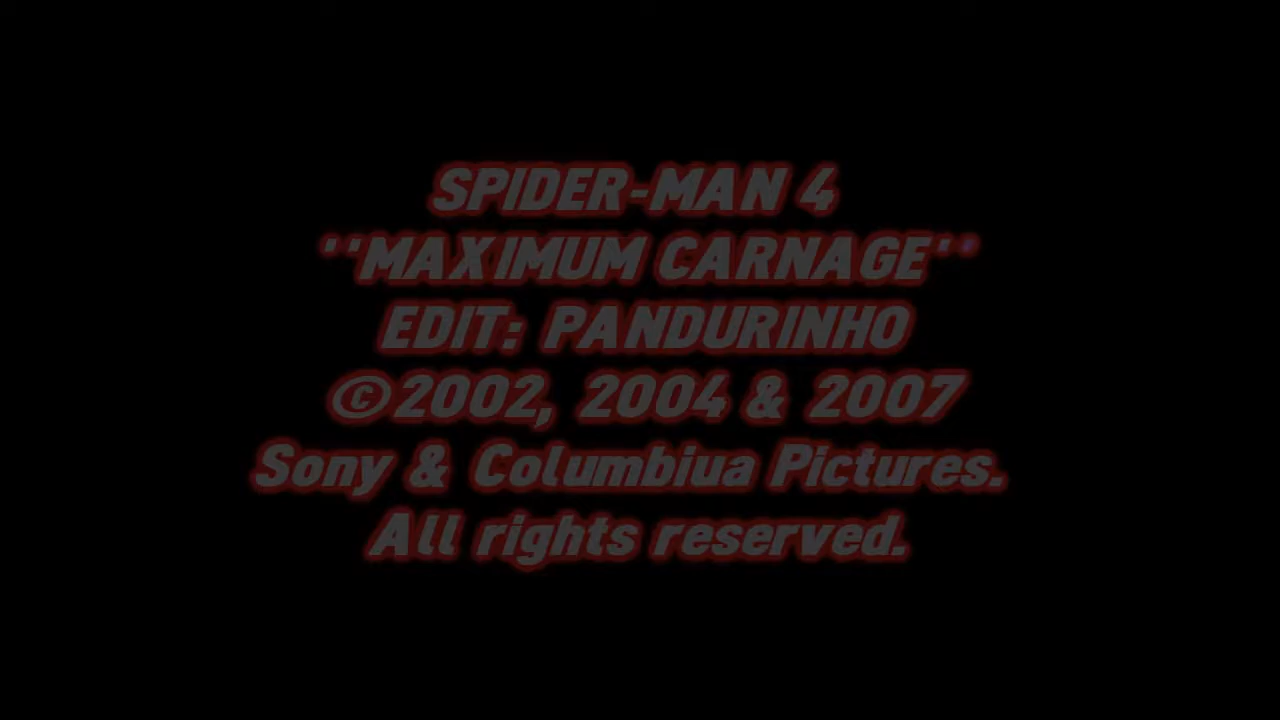 SPIDER-MAN 4
''MAXIMUM CARNAGE''
EDIT: PANDURINHO
©2002, 2004 & 2007
Sony & Columbiua Pictures.
All rights reserved.